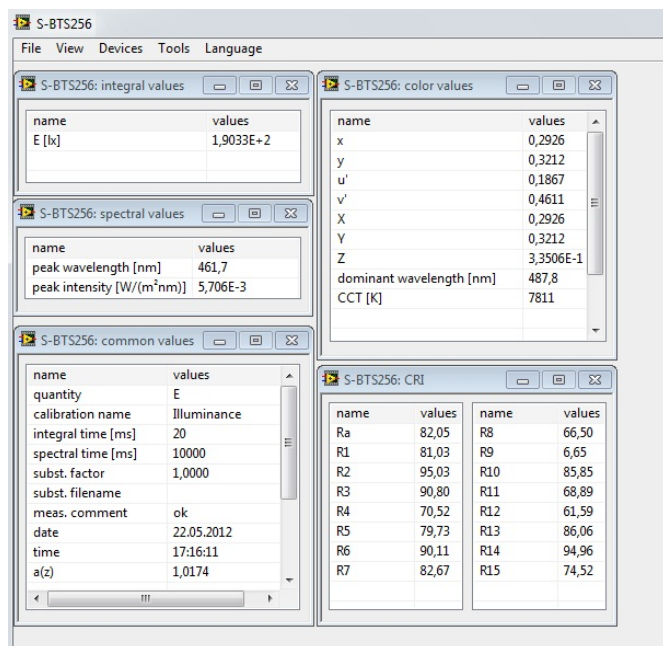 S-BTS256
File View Devices Tools Language
S-BTS256: integral values
name values
E [lx] 1,9033E+2
S-BTS256: spectral values
name values
peak wavelength [nm] 461,7
peak intensity [W/(m²nm)] 5,706E-3
S-BTS256: common values
name values
quantity E
calibration name Illuminance
integral time [ms] 20
spectral time [ms] 10000
subst. factor 1,0000
subst. filename
meas. comment ok
date 22.05.2012
time 17:16:11
a(z) 1,0174
S-BTS256: color values
name values
x 0,2926
y 0,3212
u' 0,1867
v' 0,4611
X 0,2926
Y 0,3212
Z 3,3506E-1
dominant wavelength [nm] 487,8
CCT [K] 7811
S-BTS256: CRI
name values name values
Ra 82,05 R8 66,50
R1 81,03 R9 6,65
R2 95,03 R10 85,85
R3 90,80 R11 68,89
R4 70,52 R12 61,59
R5 79,73 R13 86,06
R6 90,11 R14 94,96
R7 82,67 R15 74,52